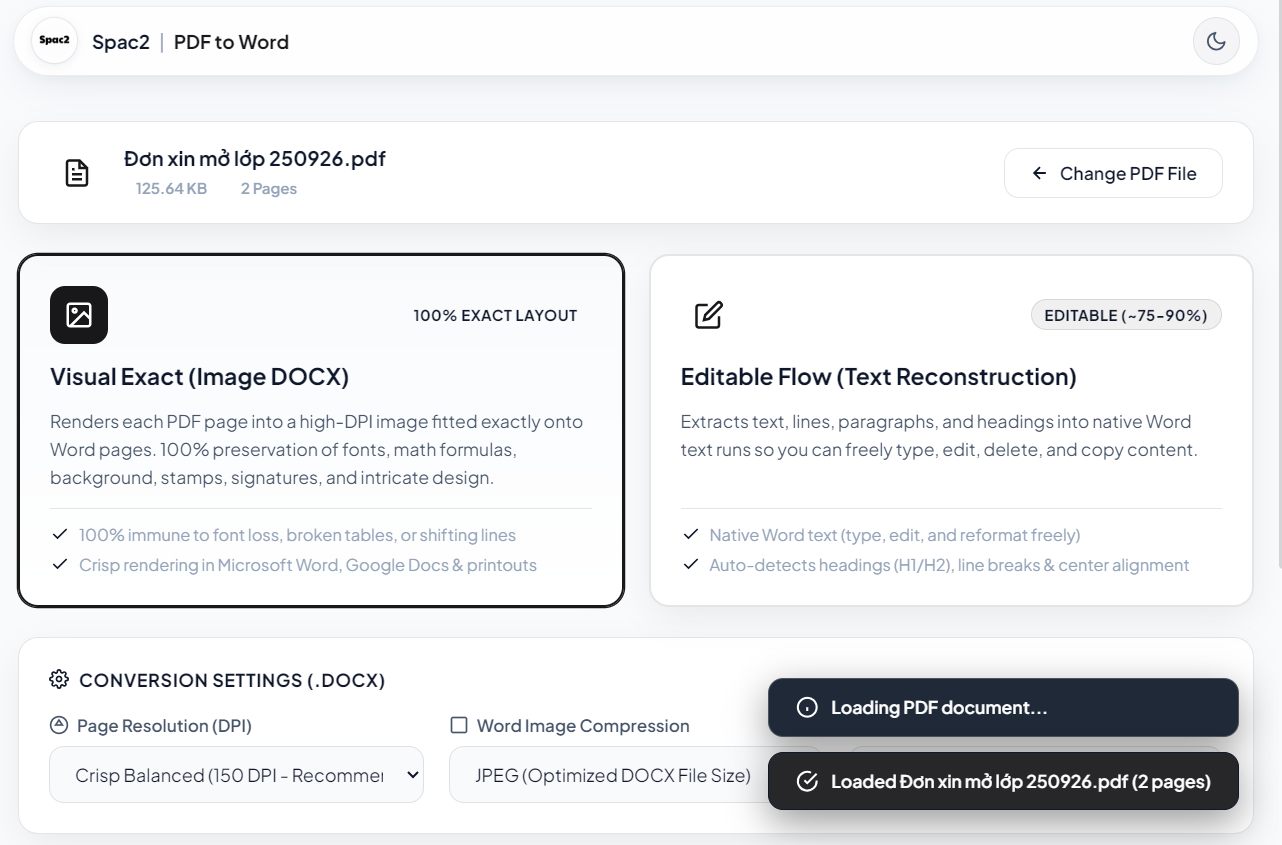 Spac2
Spac2 | PDF to Word
Đơn xin mở lớp 250926.pdf
125.64 KB 2 Pages
Change PDF File
100% EXACT LAYOUT
Visual Exact (Image DOCX)
Renders each PDF page into a high-DPI image fitted exactly onto
Word pages. 100% preservation of fonts, math formulas,
background, stamps, signatures, and intricate design.
100% immune to font loss, broken tables, or shifting lines
Crisp rendering in Microsoft Word, Google Docs & printouts
EDITABLE (~75-90%)
Editable Flow (Text Reconstruction)
Extracts text, lines, paragraphs, and headings into native Word
text runs so you can freely type, edit, delete, and copy content.
Native Word text (type, edit, and reformat freely)
Auto-detects headings (H1/H2), line breaks & center alignment
CONVERSION SETTINGS (.DOCX)
Page Resolution (DPI)
Crisp Balanced (150 DPI - Recommer
Word Image Compression
JPEG (Optimized DOCX File Size)
Loading PDF document...
Loaded Đơn xin mở lớp 250926.pdf (2 pages)